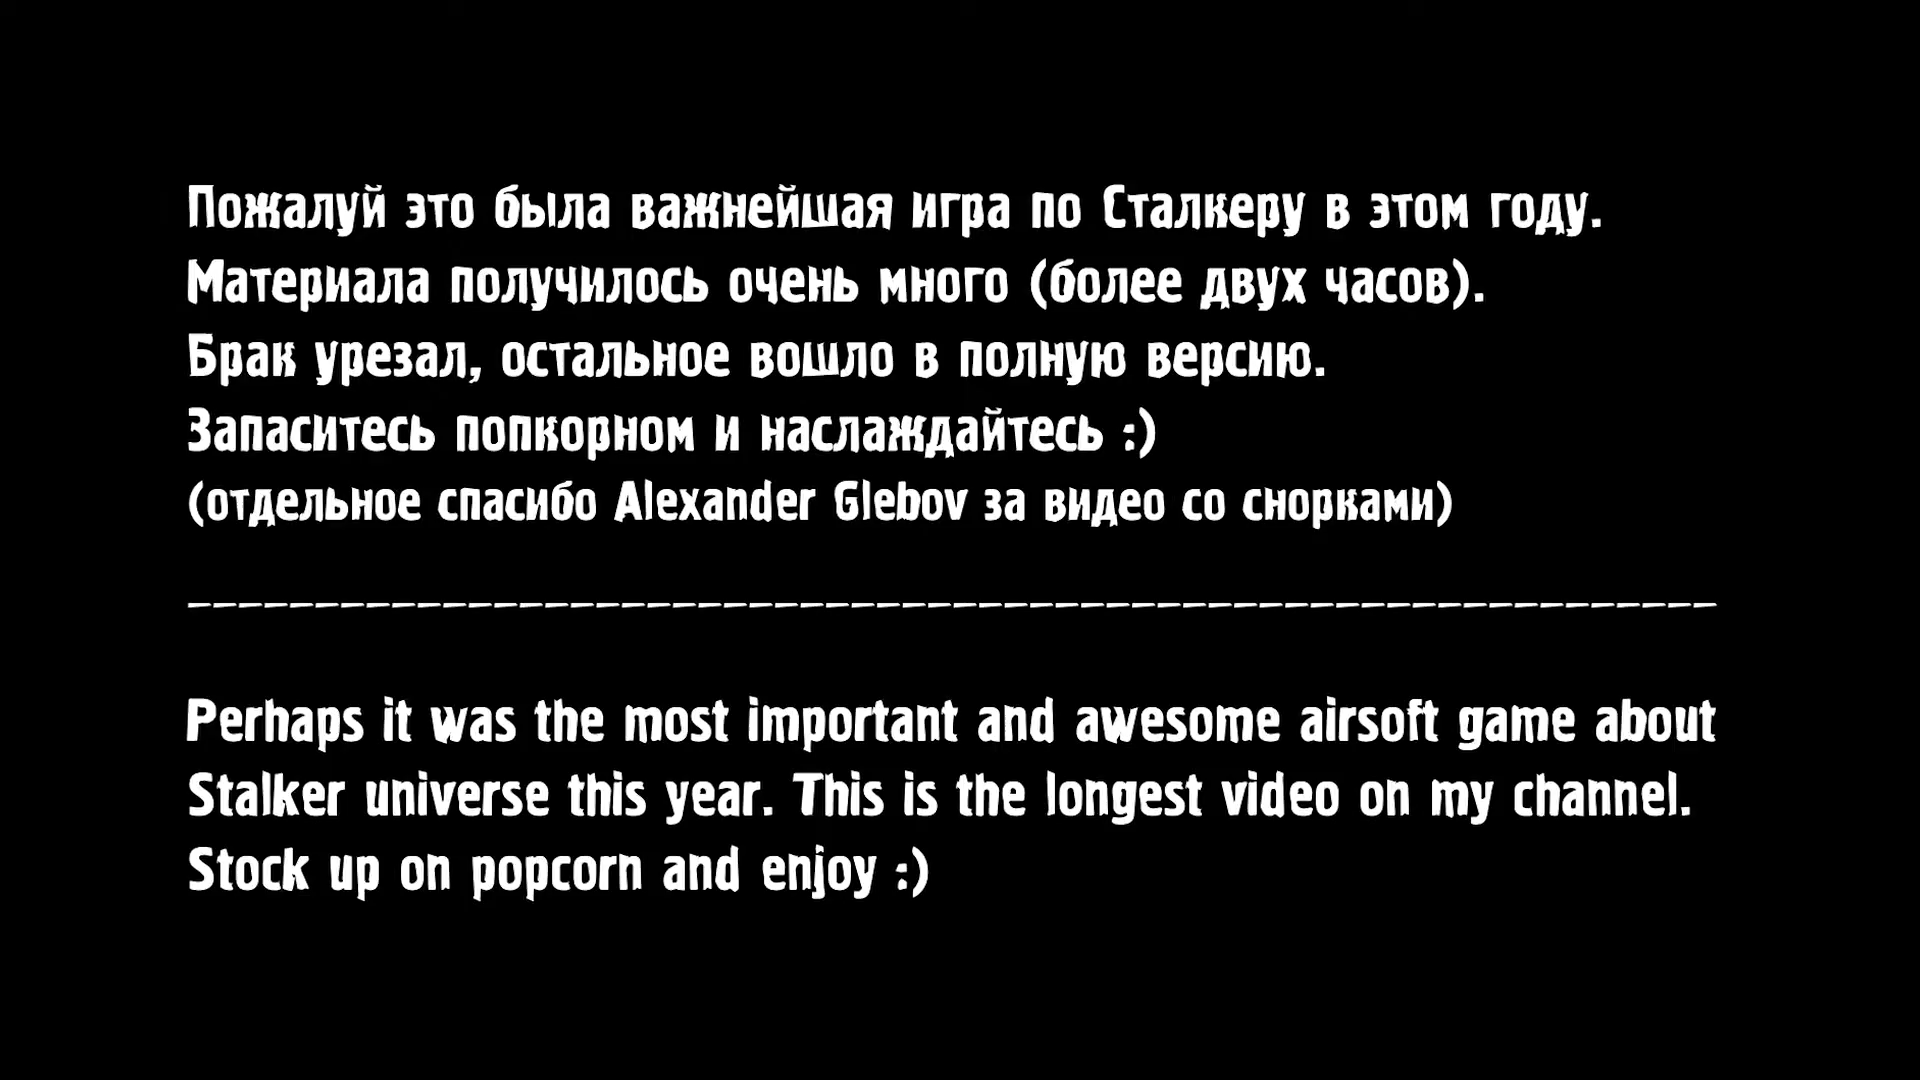 Пожалуй это была важнейшая игра по Сталкеру в этом году.
Материала получилось очень много (более двух часов).
Брак урезал, остальное вошло в полную версию.
Запаситесь попкорном и наслаждайтесь :)
(отдельное спасибо Alexander Glebov за видео со снорками)
------------------------------------------------------------
Perhaps it was the most important and awesome airsoft game about
Stalker universe this year. This is the longest video on my channel.
Stock up on popcorn and enjoy :)